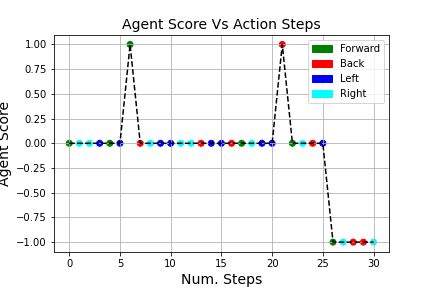 Agent Score Vs Action Steps
Agent Score
1.00
0.75
0.50
0.25
0.00
−0.25
−0.50
−0.75
−1.00
Forward
Back
Left
Right
0 5 10 15 20 25 30
Num. Steps